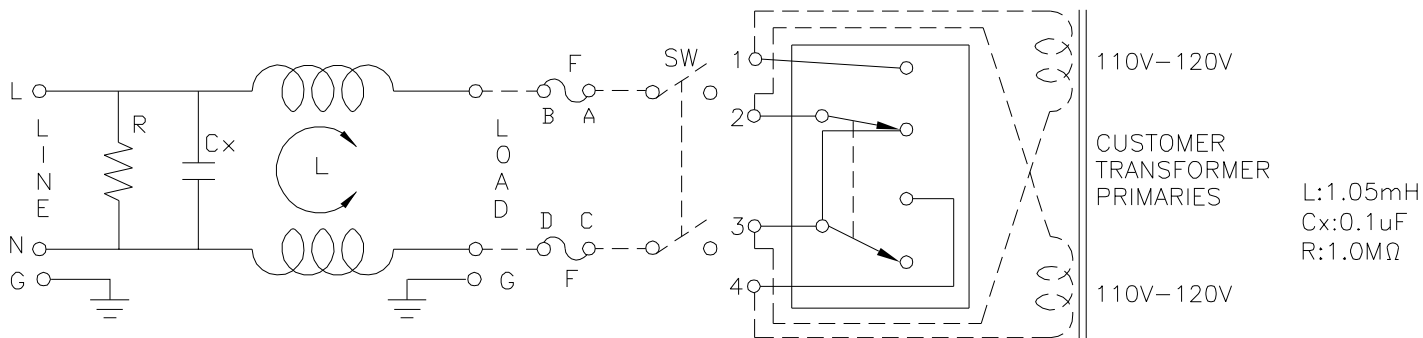 L
LINE
N
G
R
Cx
L
LOAD
G
F
B A
D C
F
SW
1
2
3
4
110V-120V
CUSTOMER
TRANSFORMER
PRIMARIES
110V-120V
L:1.05mH
Cx:0.1uF
R:1.0MΩ